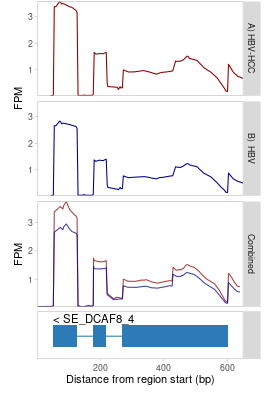 3
2
1
FPM
A) HBV-HCC
3
2
1
B) HBV
3
2
1
FPM
Combined
< SE_DCAF8_4
200
400
600
Distance from region start (bp)